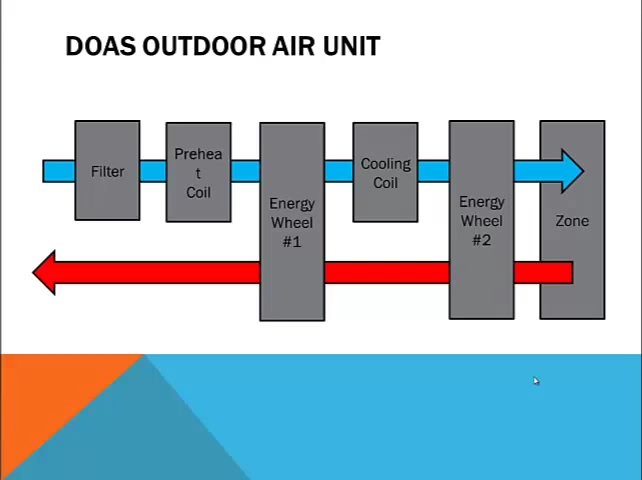 DOAS OUTDOOR AIR UNIT
Filter
Prehea
t
Coil
Energy
Wheel
#1
Cooling
Coil
Energy
Wheel
#2
Zone